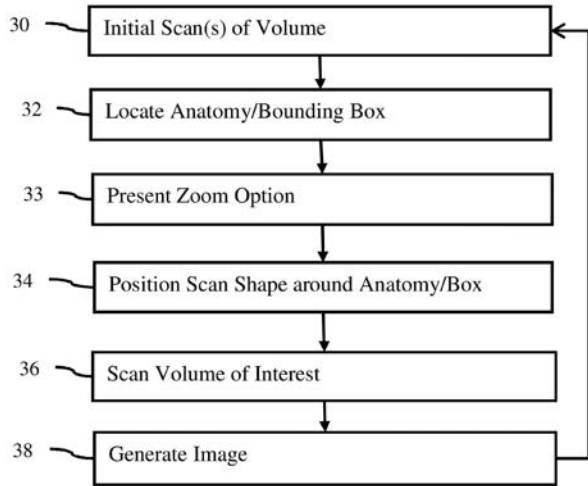 30 Initial Scan(s) of Volume
32 Locate Anatomy/Bounding Box
33 Present Zoom Option
34 Position Scan Shape around Anatomy/Box
36 Scan Volume of Interest
38 Generate Image